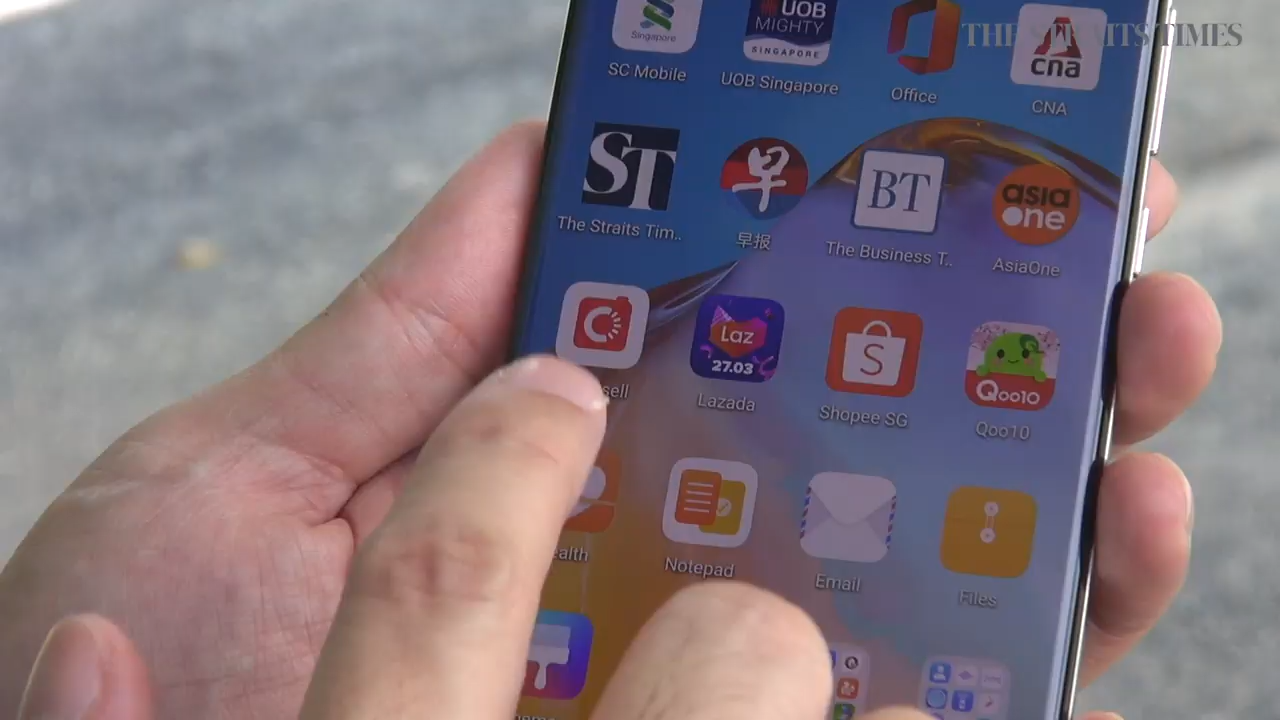 THE STRAITS TIMES
Singapore
UOB
MIGHTY
SINGAPORE
cna
SC Mobile
UOB Singapore
Office
CNA
ST
早
BT
asia
one
The Straits Tim..
早报
The Business T..
AsiaOne
Laz
27.03
S
Qoo10
sell
Lazada
Shopee SG
Qoo10
ealth
Notepad
Email
Files